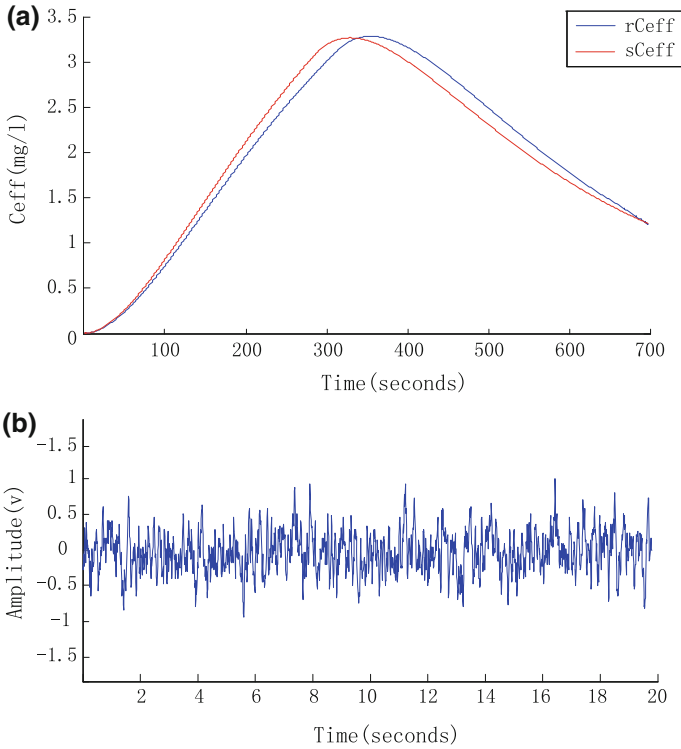 (a)
rCeff
sCeff
3.5
3
2.5
2
1.5
1
0.5
0
Ceff(mg/l)
100 200 300 400 500 600 700
Time(seconds)
(b)
-1.5
1
0.5
0
-0.5
-1
-1.5
Amplitude(v)
2 4 6 8 10 12 14 16 18 20
Time(seconds)